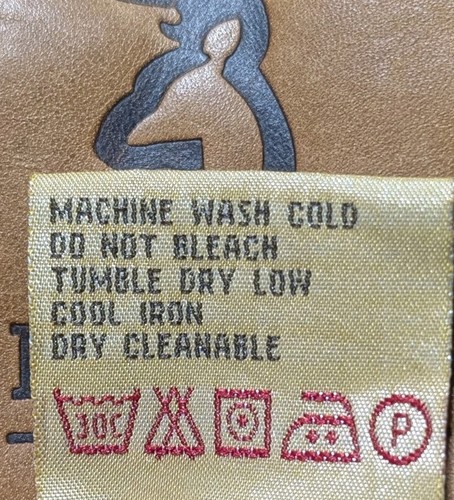 MACHINE WASH COLD
DO NOT BLEACH
TUMBLE DRY LOW
COOL IRON
DRY CLEANABLE
30C
P